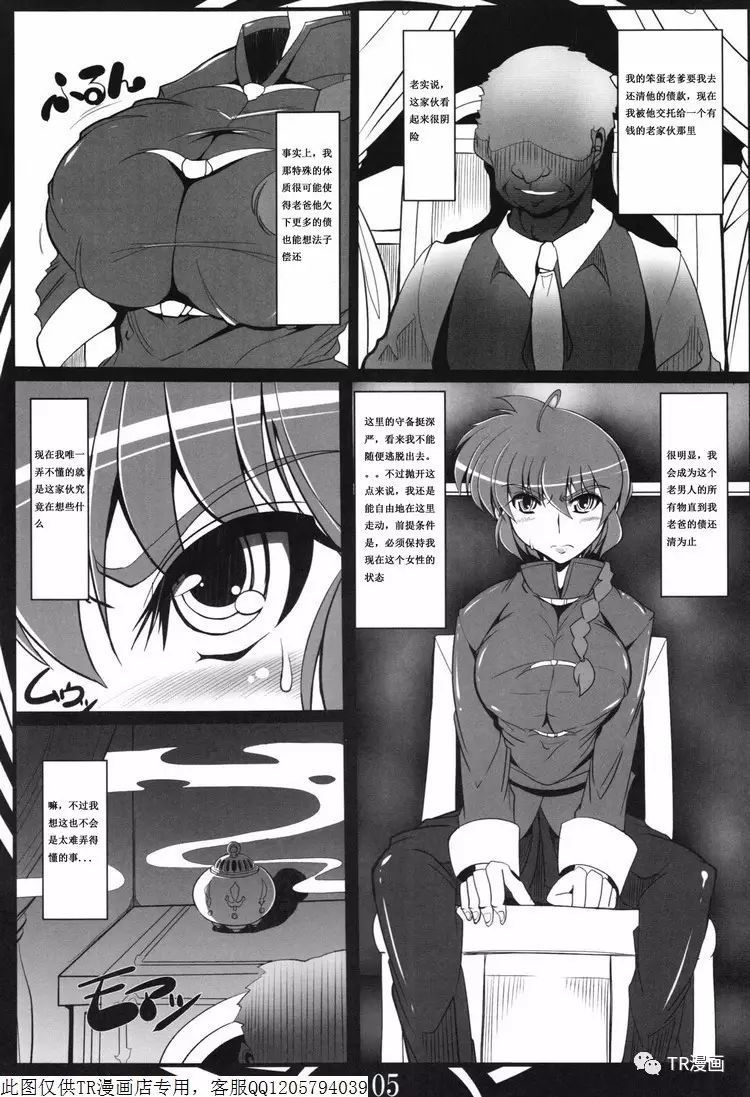 我的笨蛋老爹要我去
还清他的债款，现在
我被他交托给一个有
钱的老家伙那里
老实说，
这家伙看
起来很阴
险
ふるんっ
事实上，我
那特殊的体
质很可能使
得老爸他欠
下更多的债
也能想法子
偿还
很明显，我
会成为这个
老男人的所
有物直到我
老爸的债还
清为止
这里的守备挺深
严，看来我不能
随便逃脱出去。
。。不过抛开这
点来说，我还是
能自由地在这里
走动，前提条件
是，必须保持我
现在这个女性的
状态
现在我唯一
弄不懂的就
是这家伙究
竟在想些什
么
ムゥッ
嘛，不过我
想这也不会
是太难弄得
懂的事...
モアッ
TR漫画
此图仅供TR漫画店专用，客服QQ1205794039
05